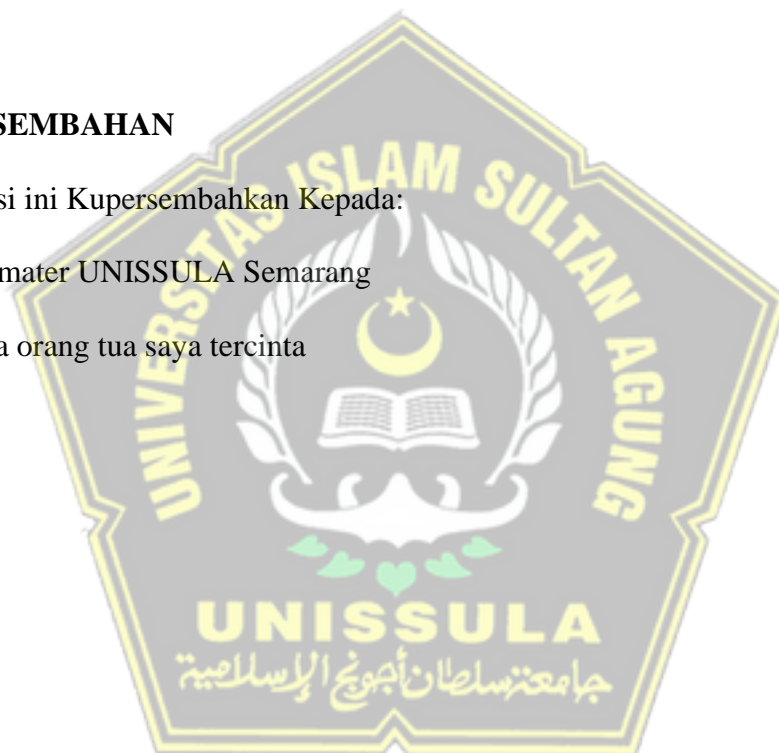 SEMBAHAN
si ini Kupersembahkan Kepada:
mater UNISSULA Semarang
a orang tua saya tercinta
UNIVERSITAS ISLAM SULTAN AGUNG
UNISSULA
جامعة سلطان أجونج الإسلامية